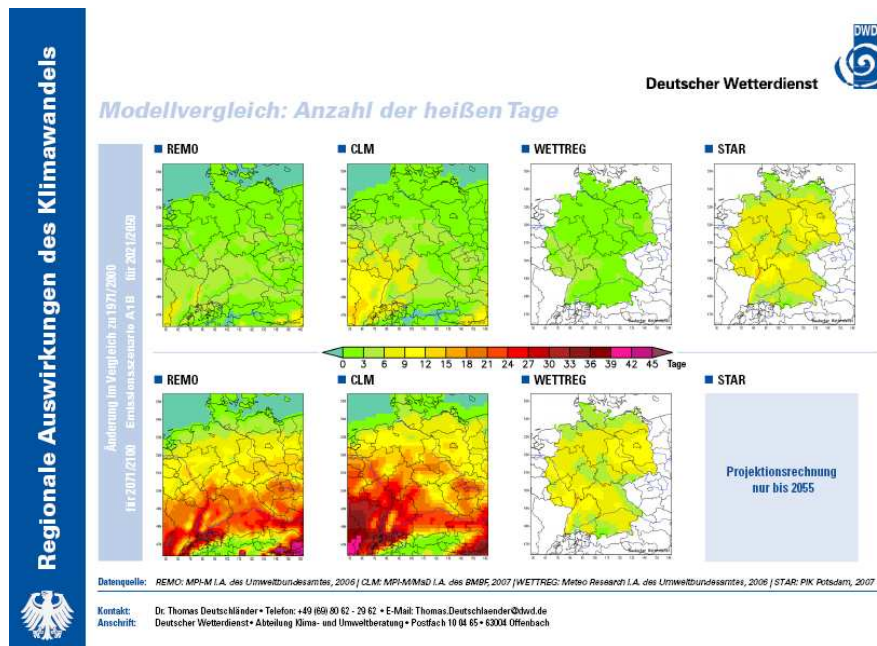 Regionale Auswirkungen des Klimawandels
DWD
Deutscher Wetterdienst
Modellvergleich: Anzahl der heißen Tage
Änderung im Vergleich zu 1971/2000
Emissionsszenario A1B für 2021/2050
für 2071/2100
REMO
CLM
WETTREG
STAR
0 3 6 9 12 15 18 21 24 27 30 33 36 39 42 45 Tage
REMO
CLM
WETTREG
STAR
Projektionsrechnung
nur bis 2055
Datenquelle: REMO: MPI-M I.A. des Umweltbundesamtes, 2006 | CLM: MPI-M/MaD I.A. des BMBF, 2007 | WETTREG: Meteo Research I.A. des Umweltbundesamtes, 2006 | STAR: PIK Potsdam, 2007
Kontakt: Dr. Thomas Deutschländer • Telefon: +49 (69) 80 62 - 29 62 • E-Mail: Thomas.Deutschlaender@dwd.de
Anschrift: Deutscher Wetterdienst • Abteilung Klima- und Umweltberatung • Postfach 10 04 65 • 63004 Offenbach